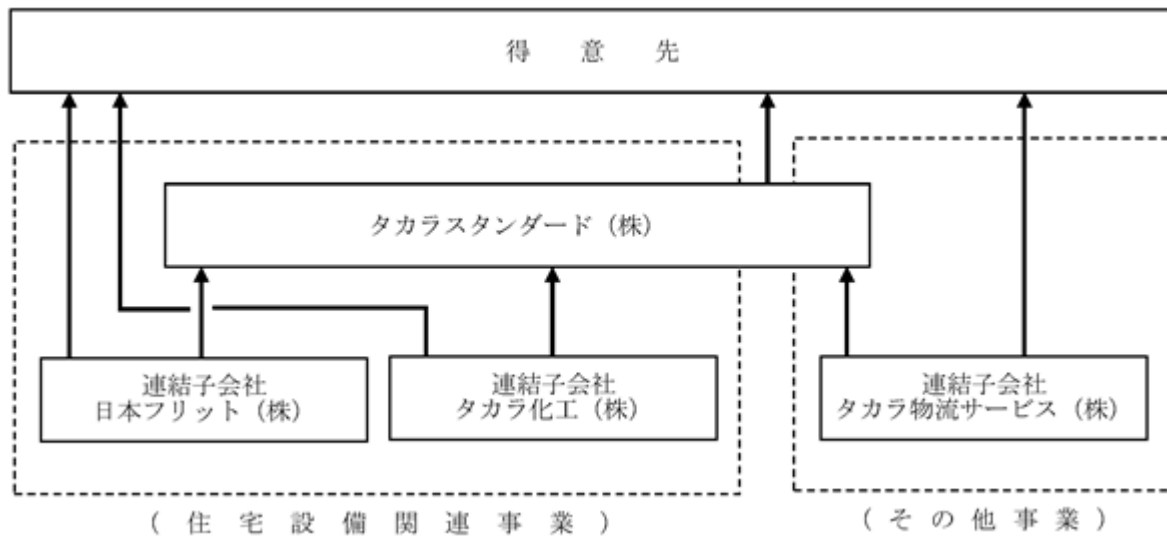 得意先
タカラスタンダード（株）
連結子会社
日本フリット（株）
連結子会社
タカラ化工（株）
連結子会社
タカラ物流サービス（株）
（住宅設備関連事業）
（その他事業）